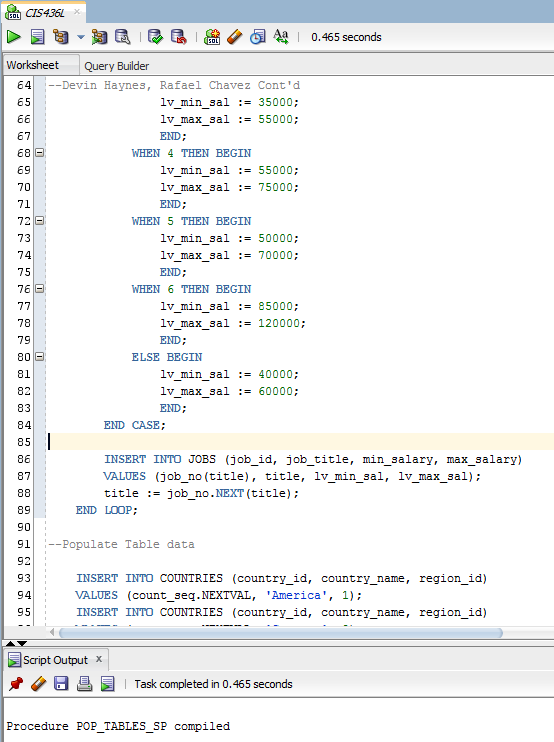 CIS436L
SQL
0.465 seconds
Worksheet Query Builder
64 --Devin Haynes, Rafael Chavez Cont'd
65 lv_min_sal := 35000;
66 lv_max_sal := 55000;
67 END;
68 WHEN 4 THEN BEGIN
69 lv_min_sal := 55000;
70 lv_max_sal := 75000;
71 END;
72 WHEN 5 THEN BEGIN
73 lv_min_sal := 50000;
74 lv_max_sal := 70000;
75 END;
76 WHEN 6 THEN BEGIN
77 lv_min_sal := 85000;
78 lv_max_sal := 120000;
79 END;
80 ELSE BEGIN
81 lv_min_sal := 40000;
82 lv_max_sal := 60000;
83 END;
84 END CASE;
85
86 INSERT INTO JOBS (job_id, job_title, min_salary, max_salary)
87 VALUES (job_no(title), title, lv_min_sal, lv_max_sal);
88 title := job_no.NEXT(title);
89 END LOOP;
90
91 --Populate Table data
92
93 INSERT INTO COUNTRIES (country_id, country_name, region_id)
94 VALUES (count_seq.NEXTVAL, 'America', 1);
95 INSERT INTO COUNTRIES (country_id, country_name, region_id)
Script Output x
Task completed in 0.465 seconds
Procedure POP_TABLES_SP compiled